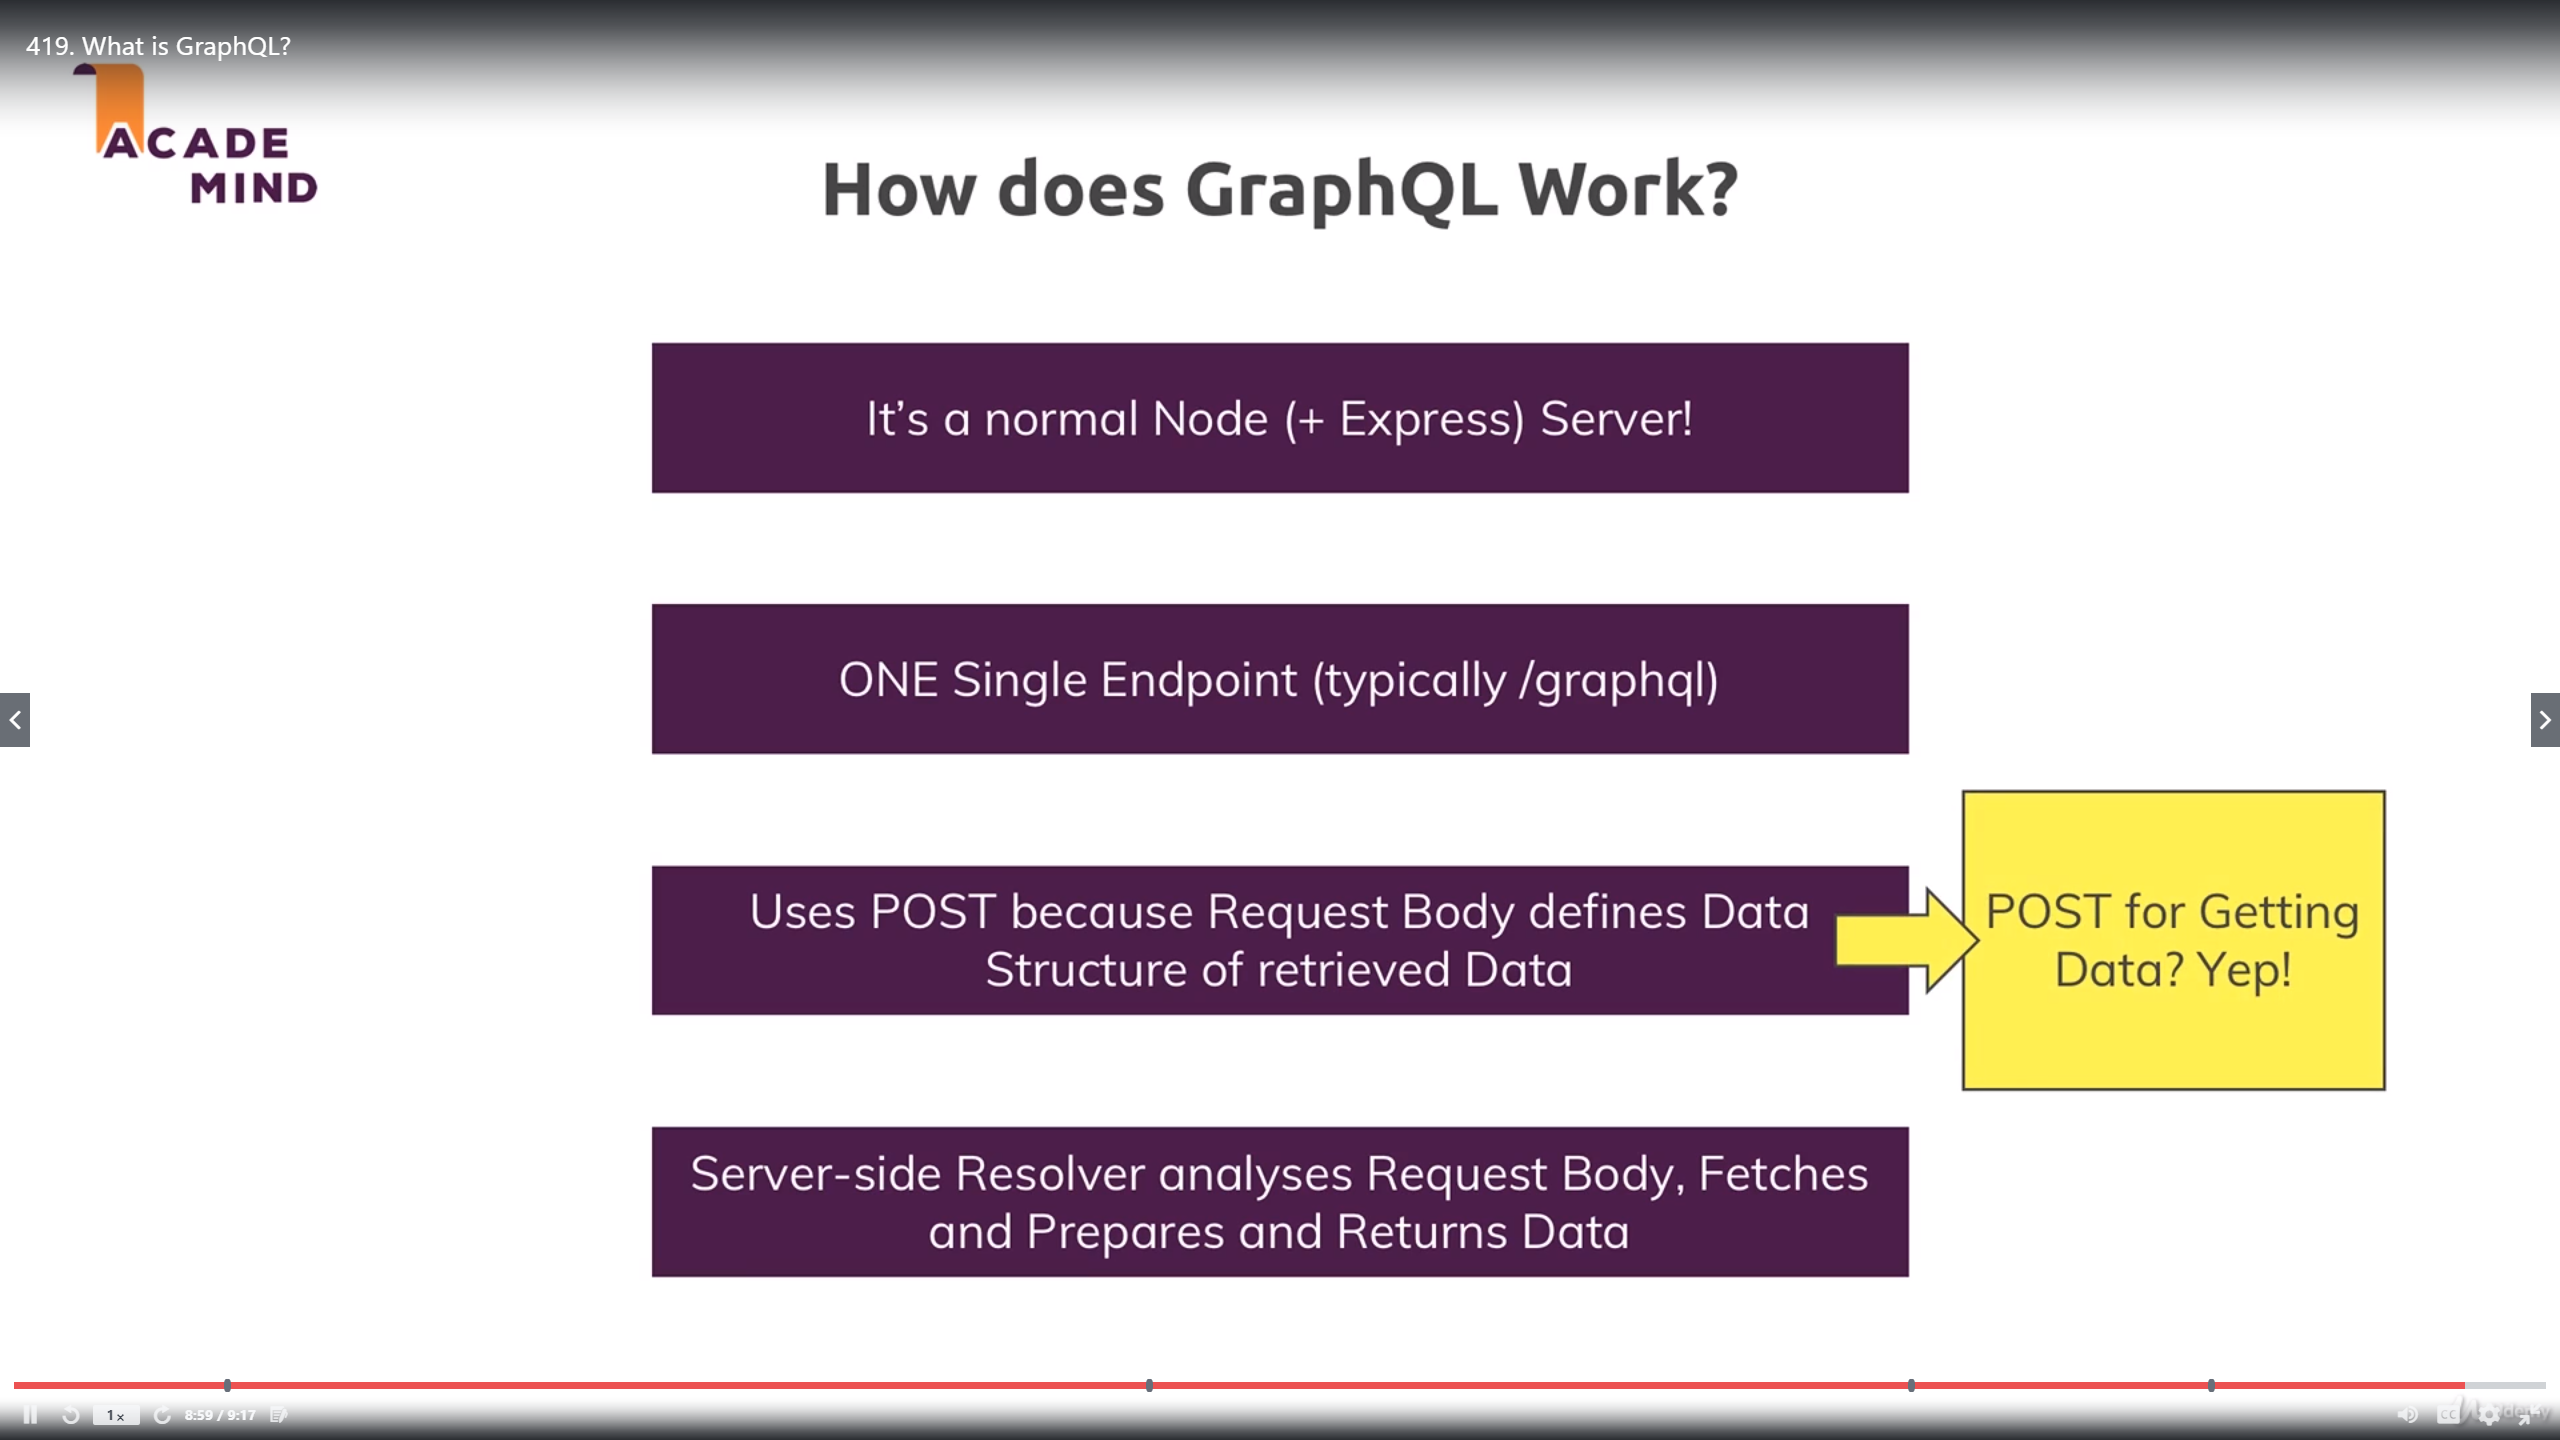 419. What is GraphQL?
ACADE
MIND
How does GraphQL Work?
It's a normal Node (+ Express) Server!
ONE Single Endpoint (typically /graphql)
Uses POST because Request Body defines Data
Structure of retrieved Data
POST for Getting
Data? Yep!
Server-side Resolver analyses Request Body, Fetches
and Prepares and Returns Data
1 x
8:59 / 9:17
CC